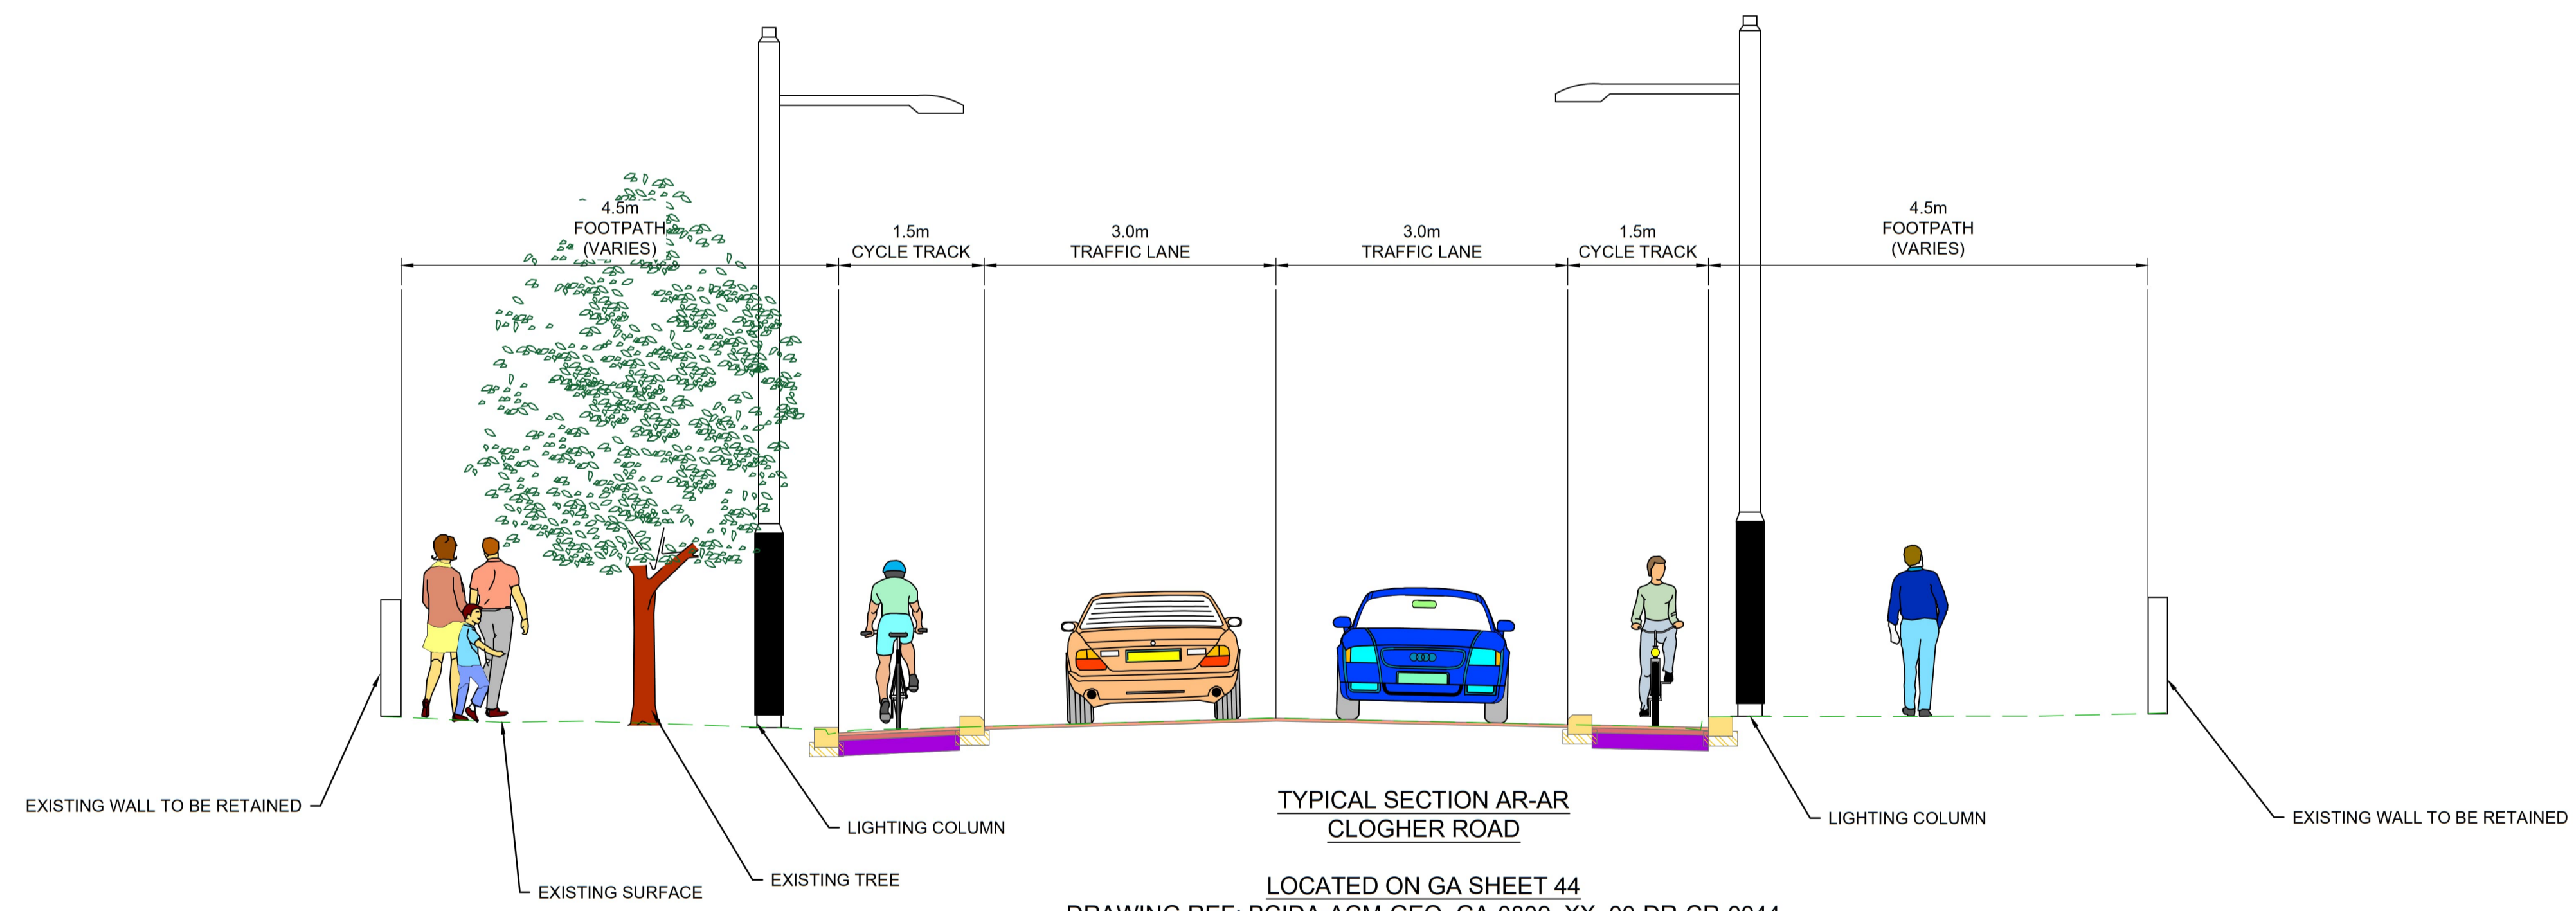 4.5m
FOOTPATH
(VARIES)
1.5m
CYCLE TRACK
3.0m
TRAFFIC LANE
3.0m
TRAFFIC LANE
1.5m
CYCLE TRACK
4.5m
FOOTPATH
(VARIES)
EXISTING WALL TO BE RETAINED
EXISTING SURFACE
EXISTING TREE
LIGHTING COLUMN
LIGHTING COLUMN
EXISTING WALL TO BE RETAINED
TYPICAL SECTION AR-AR
CLOGHER ROAD
LOCATED ON GA SHEET 44
DRAWING REF: